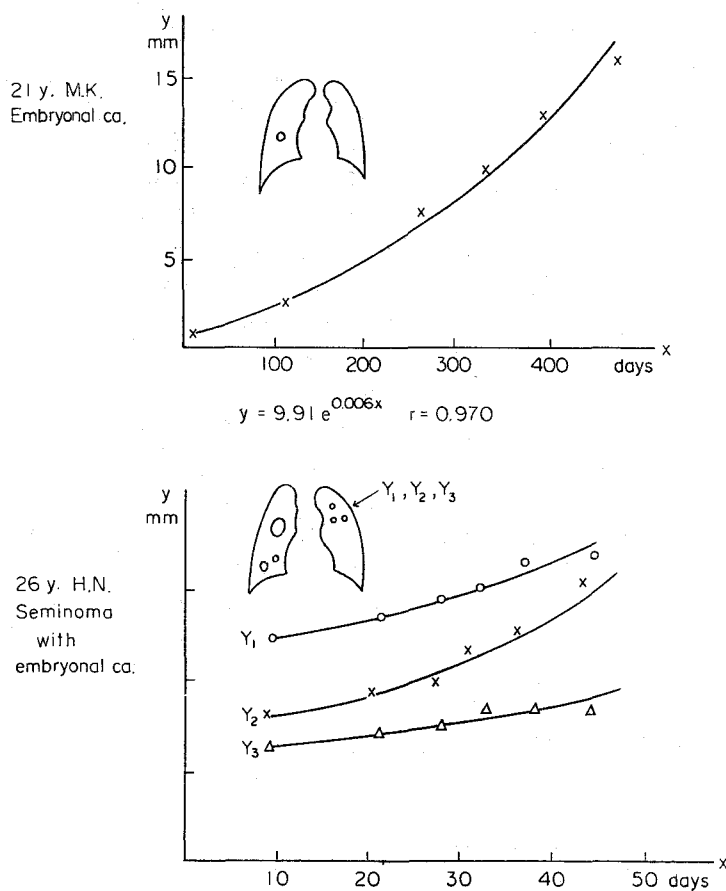 y
mm
21 y. M.K.
Embryonal ca.
15
10
5
100 200 300 400 days x
y = 9.91 e^0.006x r = 0.970
y
mm
Y₁, Y₂, Y₃
26 y. H.N.
Seminoma
with
embryonal ca.
Y₁
Y₂
Y₃
10 20 30 40 50 x
days